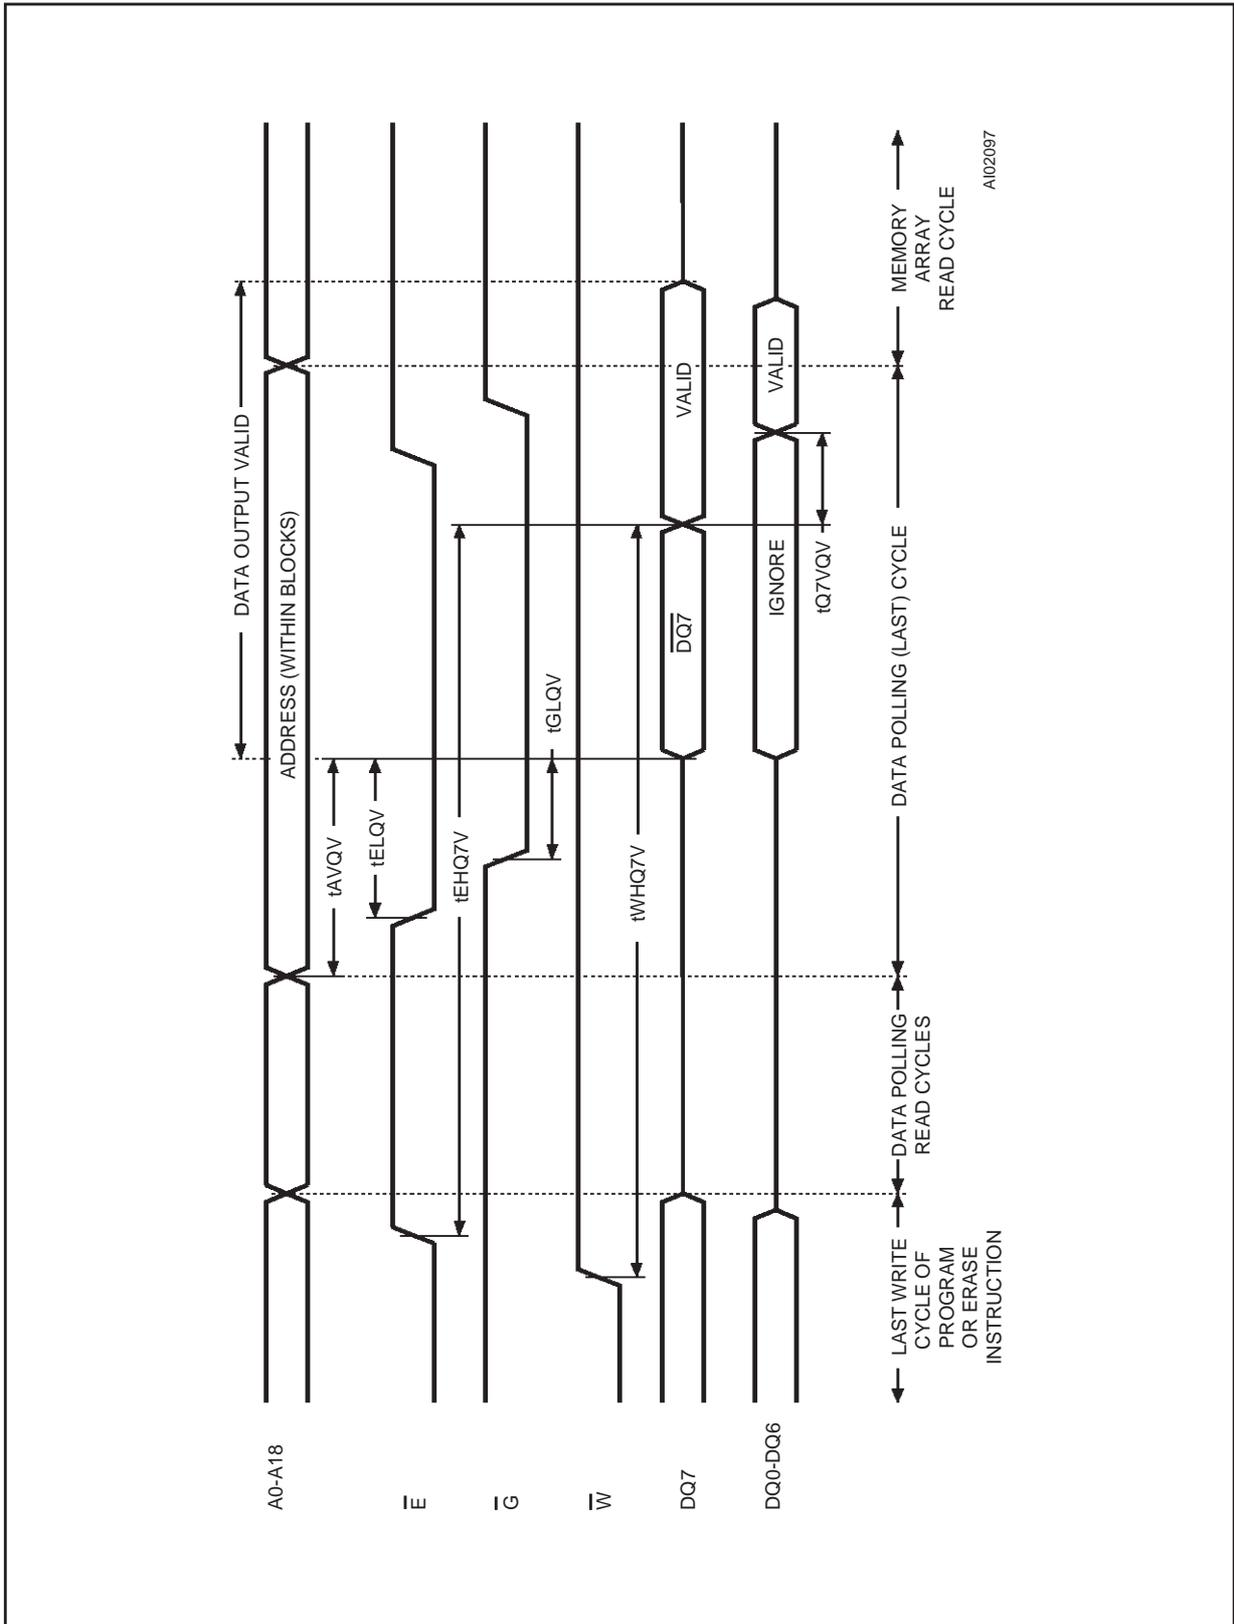 DATA OUTPUT VALID
A0-A18
ADDRESS (WITHIN BLOCKS)
tAVQV
tELQV
E̅
tEHQ7V
G̅
tGLQV
W̅
tWHQ7V
DQ7
D̅Q̅7̅
VALID
DQ0-DQ6
IGNORE
VALID
tQ7VQV
LAST WRITE
CYCLE OF
PROGRAM
OR ERASE
INSTRUCTION
DATA POLLING
READ CYCLES
DATA POLLING (LAST) CYCLE
MEMORY
ARRAY
READ CYCLE
AI02097